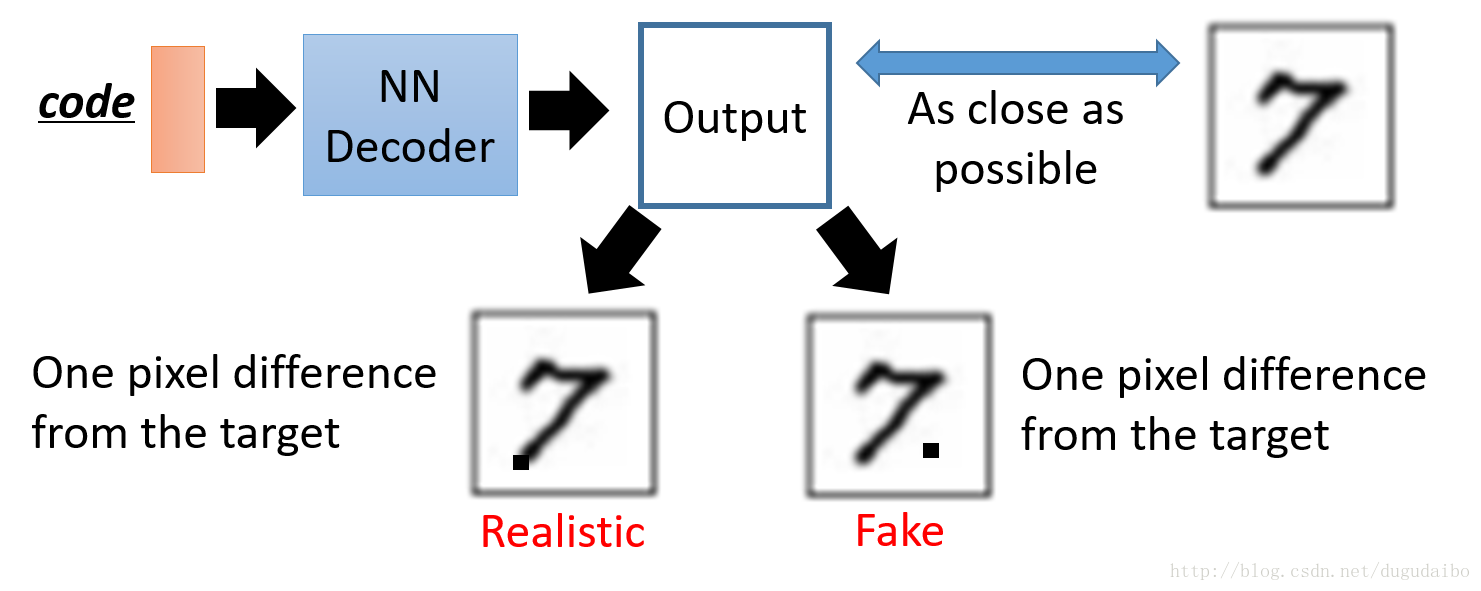 code
NN
Decoder
Output
As close as
possible
One pixel difference
from the target
Realistic
Fake
One pixel difference
from the target
http://blog.csdn.net/dugudaibo